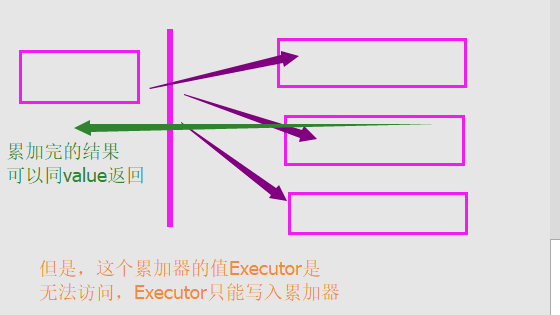 累加完的结果
可以同value返回
但是，这个累加器的值Executor是
无法访问，Executor只能写入累加器